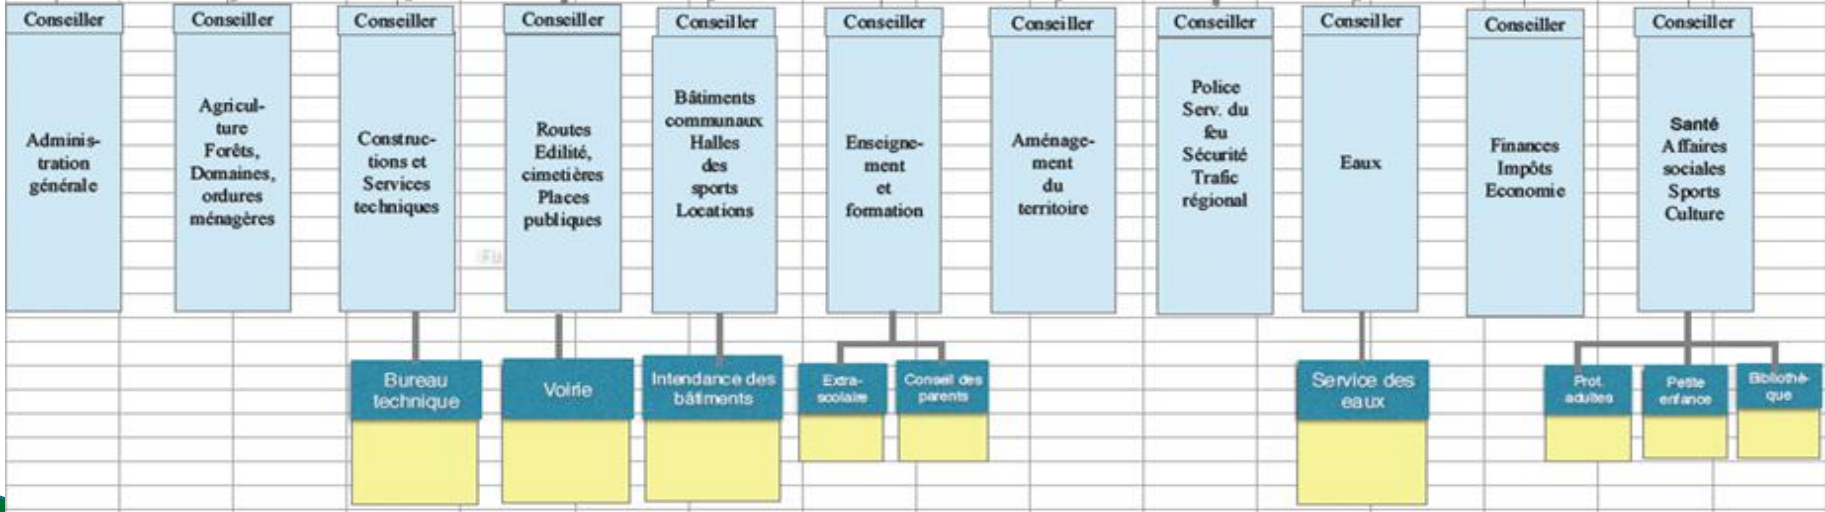 Conseiller
Conseiller
Conseiller
Conseiller
Conseiller
Conseiller
Conseiller
Conseiller
Conseiller
Conseiller
Conseiller
Adminis-
tration
générale
Agricul-
ture
Forêts,
Domaines,
ordures
ménagères
Construc-
tions et
Services
techniques
Routes
Edilité,
cimetières
Places
publiques
Bâtiments
communaux
Halles
des
sports
Locations
Enseigne-
ment
et
formation
Aménage-
ment
du
territoire
Police
Serv. du
feu
Sécurité
Trafic
régional
Eaux
Finances
Impôts
Economie
Santé
Affaires
sociales
Sports
Culture
Bureau
technique
Voirie
Intendance des
bâtiments
Extra-
scolaire
Conseil des
parents
Service des
eaux
Prot.
adultes
Petite
enfance
Bibliothè-
que